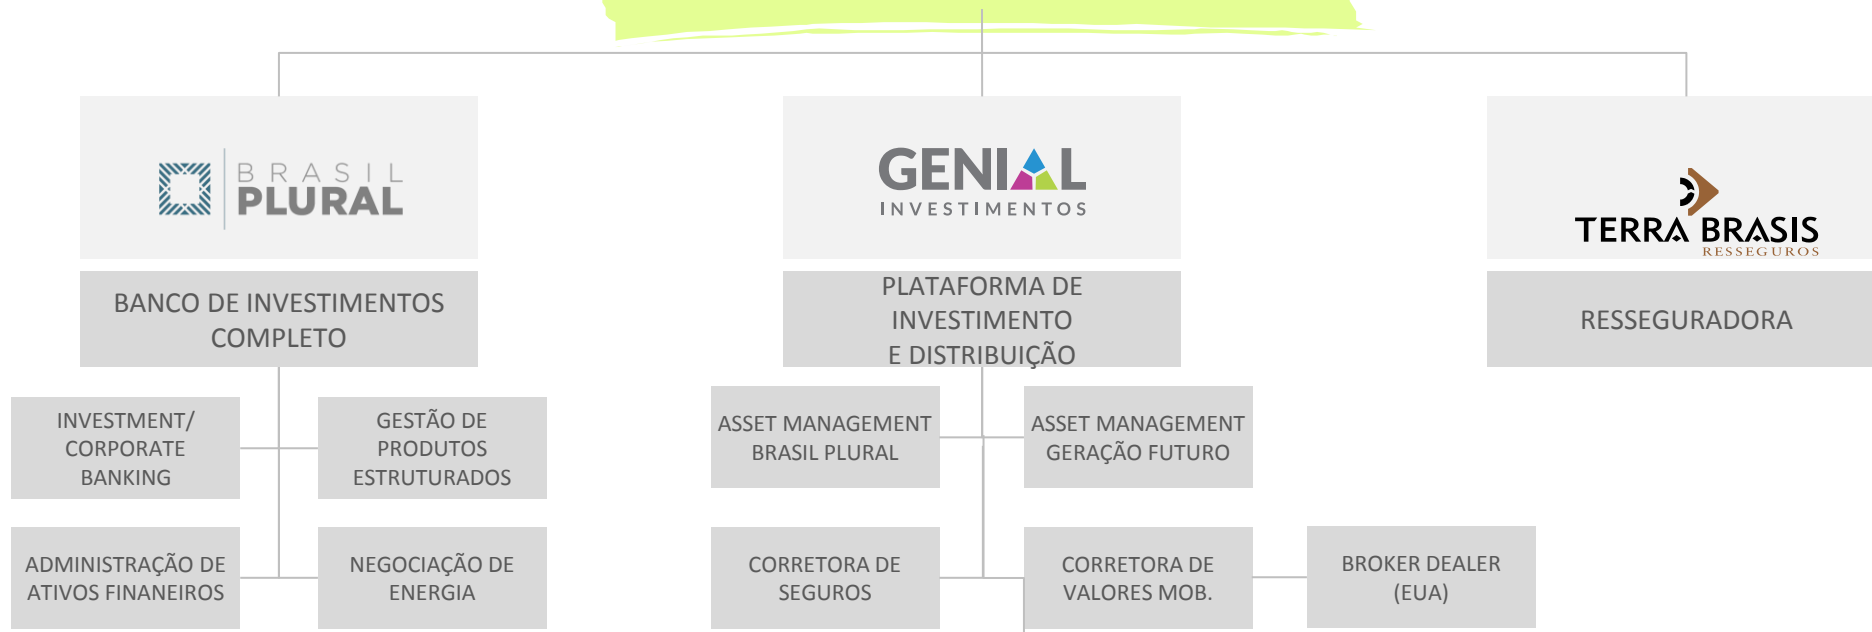 BRASIL
PLURAL
GENIAL
INVESTIMENTOS
TERRA BRASIS
RESSEGUROS
BANCO DE INVESTIMENTOS
COMPLETO
PLATAFORMA DE
INVESTIMENTO
E DISTRIBUIÇÃO
RESSEGURADORA
INVESTMENT/
CORPORATE
BANKING
GESTÃO DE
PRODUTOS
ESTRUTURADOS
ASSET MANAGEMENT
BRASIL PLURAL
ASSET MANAGEMENT
GERAÇÃO FUTURO
ADMINISTRAÇÃO DE
ATIVOS FINANEIROS
NEGOCIAÇÃO DE
ENERGIA
CORRETORA DE
SEGUROS
CORRETORA DE
VALORES MOB.
BROKER DEALER
(EUA)